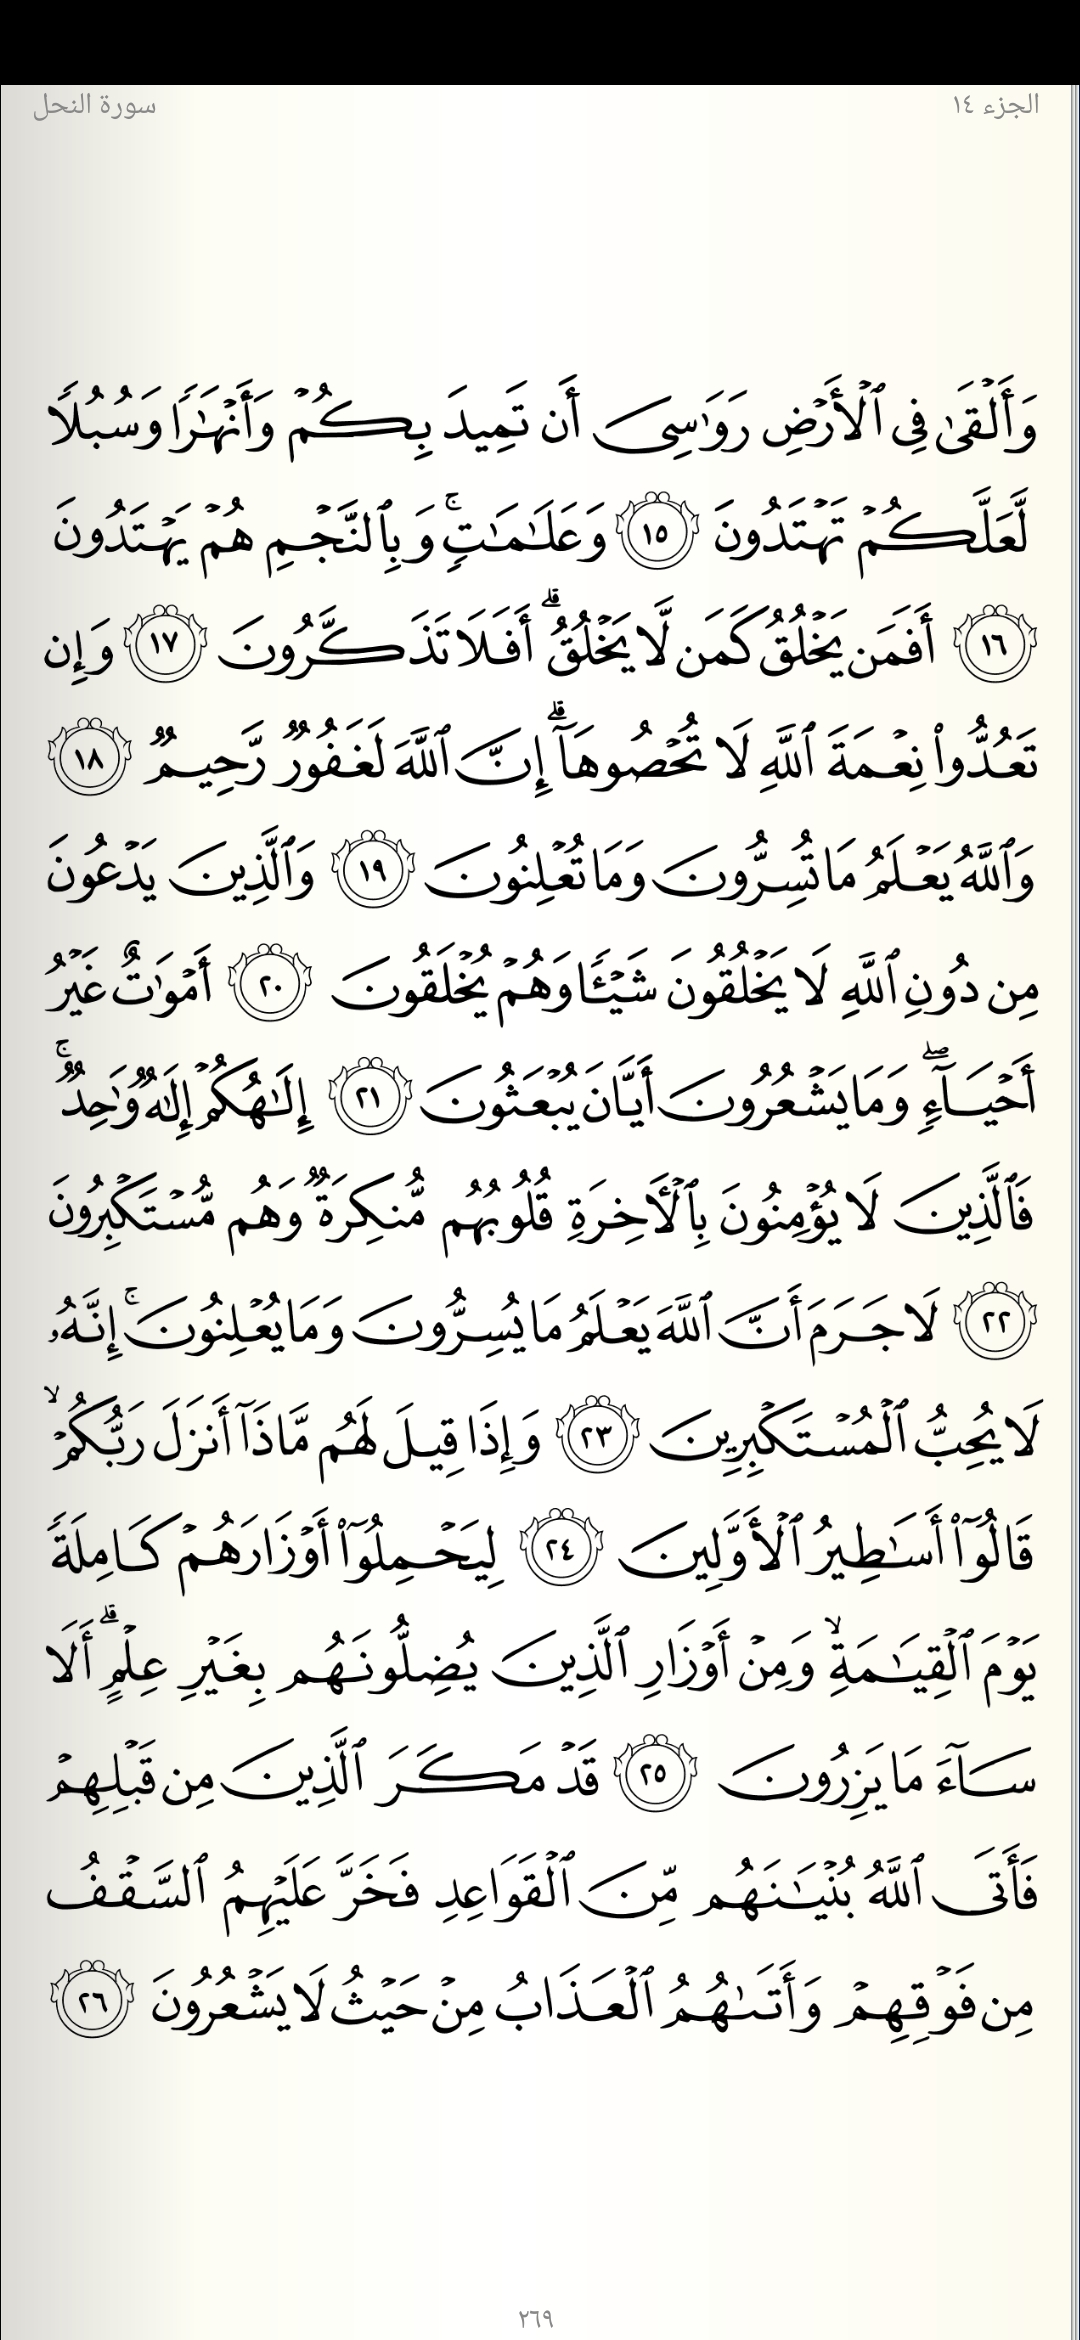 الجزء ١٤
سورة النحل
وَأَلۡقَىٰ فِي ٱلۡأَرۡضِ رَوَٰسِيَ أَن تَمِيدَ بِكُمۡ وَأَنۡهَٰرٗا وَسُبُلٗا
لَّعَلَّكُمۡ تَهۡتَدُونَ ١٥ وَعَلَٰمَٰتٖۚ وَبِٱلنَّجۡمِ هُمۡ يَهۡتَدُونَ
١٦ أَفَمَن يَخۡلُقُ كَمَن لَّا يَخۡلُقُۗ أَفَلَا تَذَكَّرُونَ ١٧ وَإِن
تَعُدُّواْ نِعۡمَةَ ٱللَّهِ لَا تُحۡصُوهَآۗ إِنَّ ٱللَّهَ لَغَفُورٞ رَّحِيمٞ ١٨
وَٱللَّهُ يَعۡلَمُ مَا تُسِرُّونَ وَمَا تُعۡلِنُونَ ١٩ وَٱلَّذِينَ يَدۡعُونَ
مِن دُونِ ٱللَّهِ لَا يَخۡلُقُونَ شَيۡـٔٗا وَهُمۡ يُخۡلَقُونَ ٢٠ أَمۡوَٰتٌ غَيۡرُ
أَحۡيَآءٖۖ وَمَا يَشۡعُرُونَ أَيَّانَ يُبۡعَثُونَ ٢١ إِلَٰهُكُمۡ إِلَٰهٞ وَٰحِدٞۚ
فَٱلَّذِينَ لَا يُؤۡمِنُونَ بِٱلۡأٓخِرَةِ قُلُوبُهُم مُّنكِرَةٞ وَهُم مُّسۡتَكۡبِرُونَ
٢٢ لَا جَرَمَ أَنَّ ٱللَّهَ يَعۡلَمُ مَا يُسِرُّونَ وَمَا يُعۡلِنُونَۚ إِنَّهُۥ
لَا يُحِبُّ ٱلۡمُسۡتَكۡبِرِينَ ٢٣ وَإِذَا قِيلَ لَهُم مَّاذَآ أَنزَلَ رَبُّكُمۡ ۙ
قَالُوٓاْ أَسَٰطِيرُ ٱلۡأَوَّلِينَ ٢٤ لِيَحۡمِلُوٓاْ أَوۡزَارَهُمۡ كَامِلَةٗ
يَوۡمَ ٱلۡقِيَٰمَةِ ۙ وَمِنۡ أَوۡزَارِ ٱلَّذِينَ يُضِلُّونَهُم بِغَيۡرِ عِلۡمٍۗ أَلَا
سَآءَ مَا يَزِرُونَ ٢٥ قَدۡ مَكَرَ ٱلَّذِينَ مِن قَبۡلِهِمۡ
فَأَتَى ٱللَّهُ بُنۡيَٰنَهُم مِّنَ ٱلۡقَوَاعِدِ فَخَرَّ عَلَيۡهِمُ ٱلسَّقۡفُ
مِن فَوۡقِهِمۡ وَأَتَىٰهُمُ ٱلۡعَذَابُ مِنۡ حَيۡثُ لَا يَشۡعُرُونَ ٢٦
٢٦٩